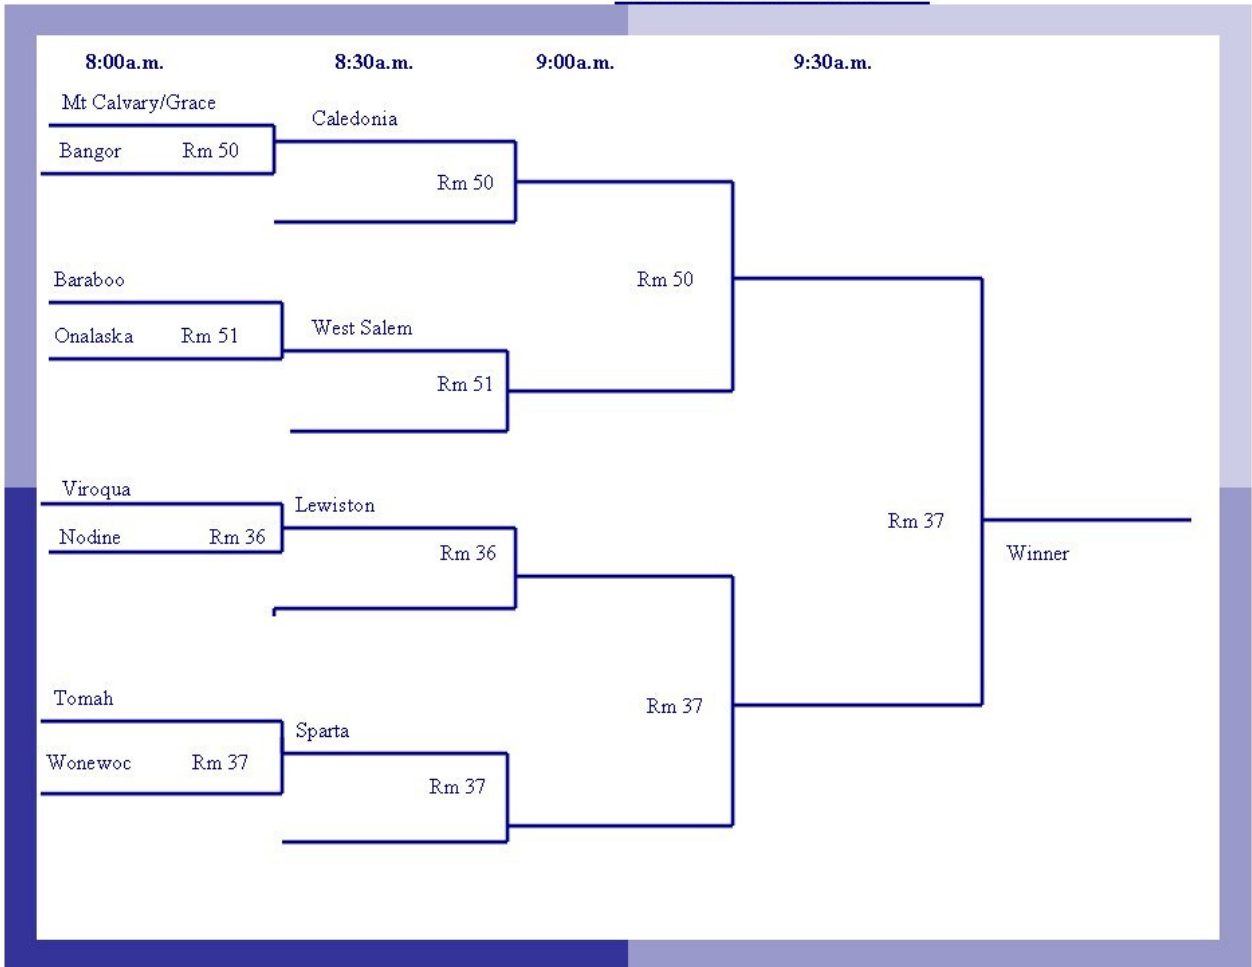 8:00a.m. 8:30a.m. 9:00a.m. 9:30a.m.
Mt Calvary/Grace
Caledonia
Bangor Rm 50
Rm 50
Baraboo
Rm 50
West Salem
Onalaska Rm 51
Rm 51
Viroqua
Lewiston
Rm 37
Nodine Rm 36
Rm 36
Winner
Tomah
Rm 37
Sparta
Wonewoc Rm 37
Rm 37